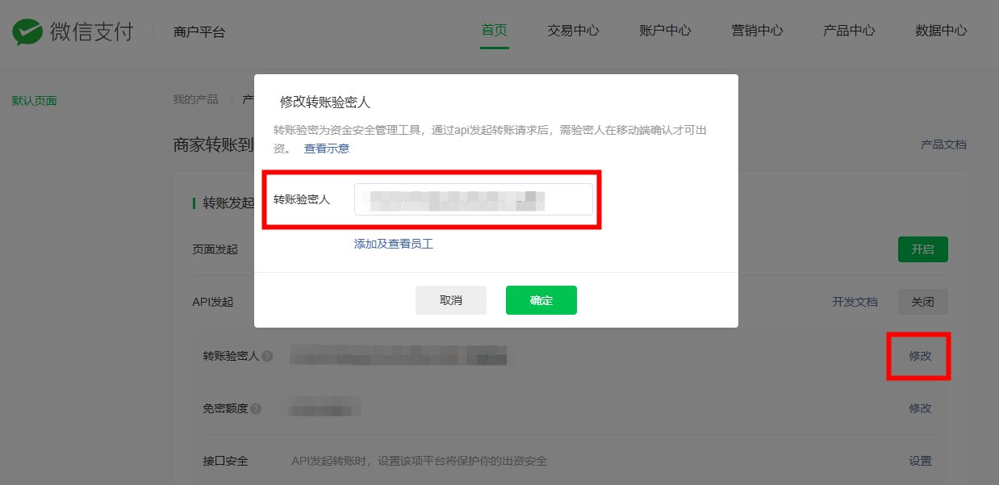 微信支付 商户平台 首页 交易中心 账户中心 营销中心 产品中心 数据中心
默认页面
我的产品 > 产
修改转账验密人
转账验密为资金安全管理工具，通过api发起转账请求后，需验密人在移动端确认才可出
资。 查看示意
商家转账到
产品文档
转账验密人
转账发起
添加及查看员工
页面发起 开启
取消 确定
API发起 开发文档 关闭
转账验密人 ? 修改
免密额度 ? 修改
接口安全 API发起转账时，设置该项平台将保护你的出资安全 设置